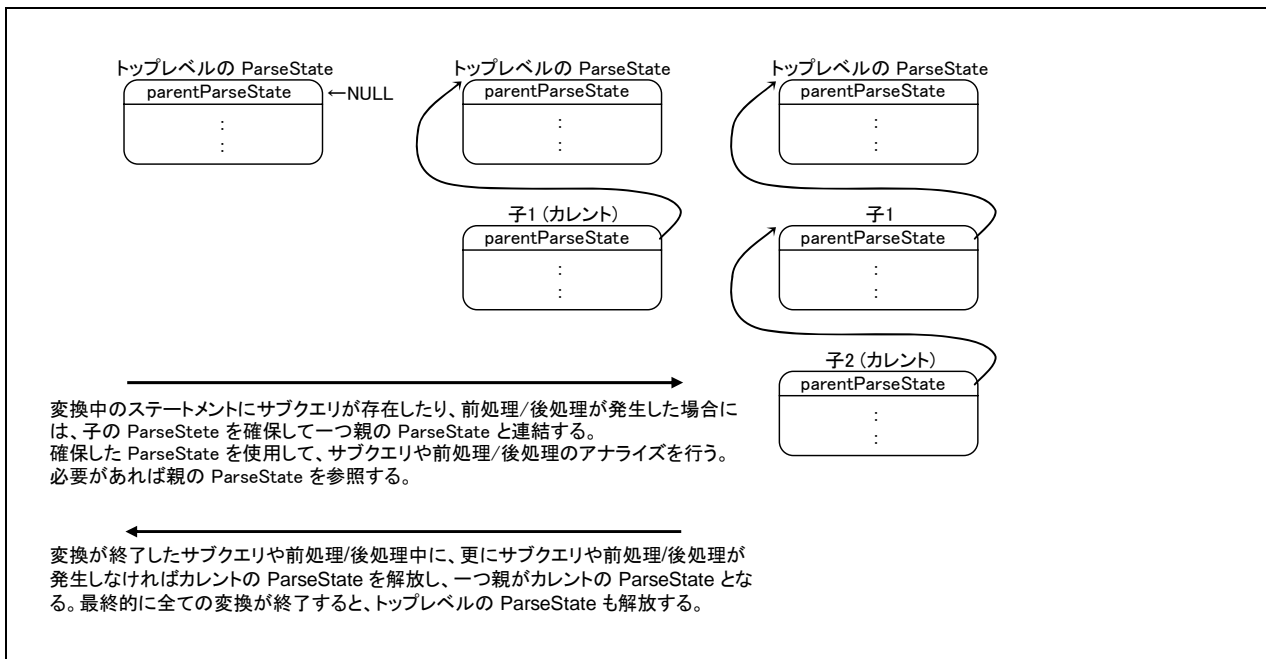 トップレベルの ParseState
parentParseState
←NULL
:
:
トップレベルの ParseState
parentParseState
:
:
子1 (カレント)
parentParseState
:
:
トップレベルの ParseState
parentParseState
:
:
子1
parentParseState
:
:
子2 (カレント)
parentParseState
:
:
変換中のステートメントにサブクエリが存在したり、前処理/後処理が発生した場合に
は、子の ParseStete を確保して一つ親の ParseState と連結する。
確保した ParseState を使用して、サブクエリや前処理/後処理のアナライズを行う。
必要があれば親の ParseState を参照する。
変換が終了したサブクエリや前処理/後処理中に、更にサブクエリや前処理/後処理が
発生しなければカレントの ParseState を解放し、一つ親がカレントの ParseState とな
る。最終的に全ての変換が終了すると、トップレベルの ParseState も解放する。